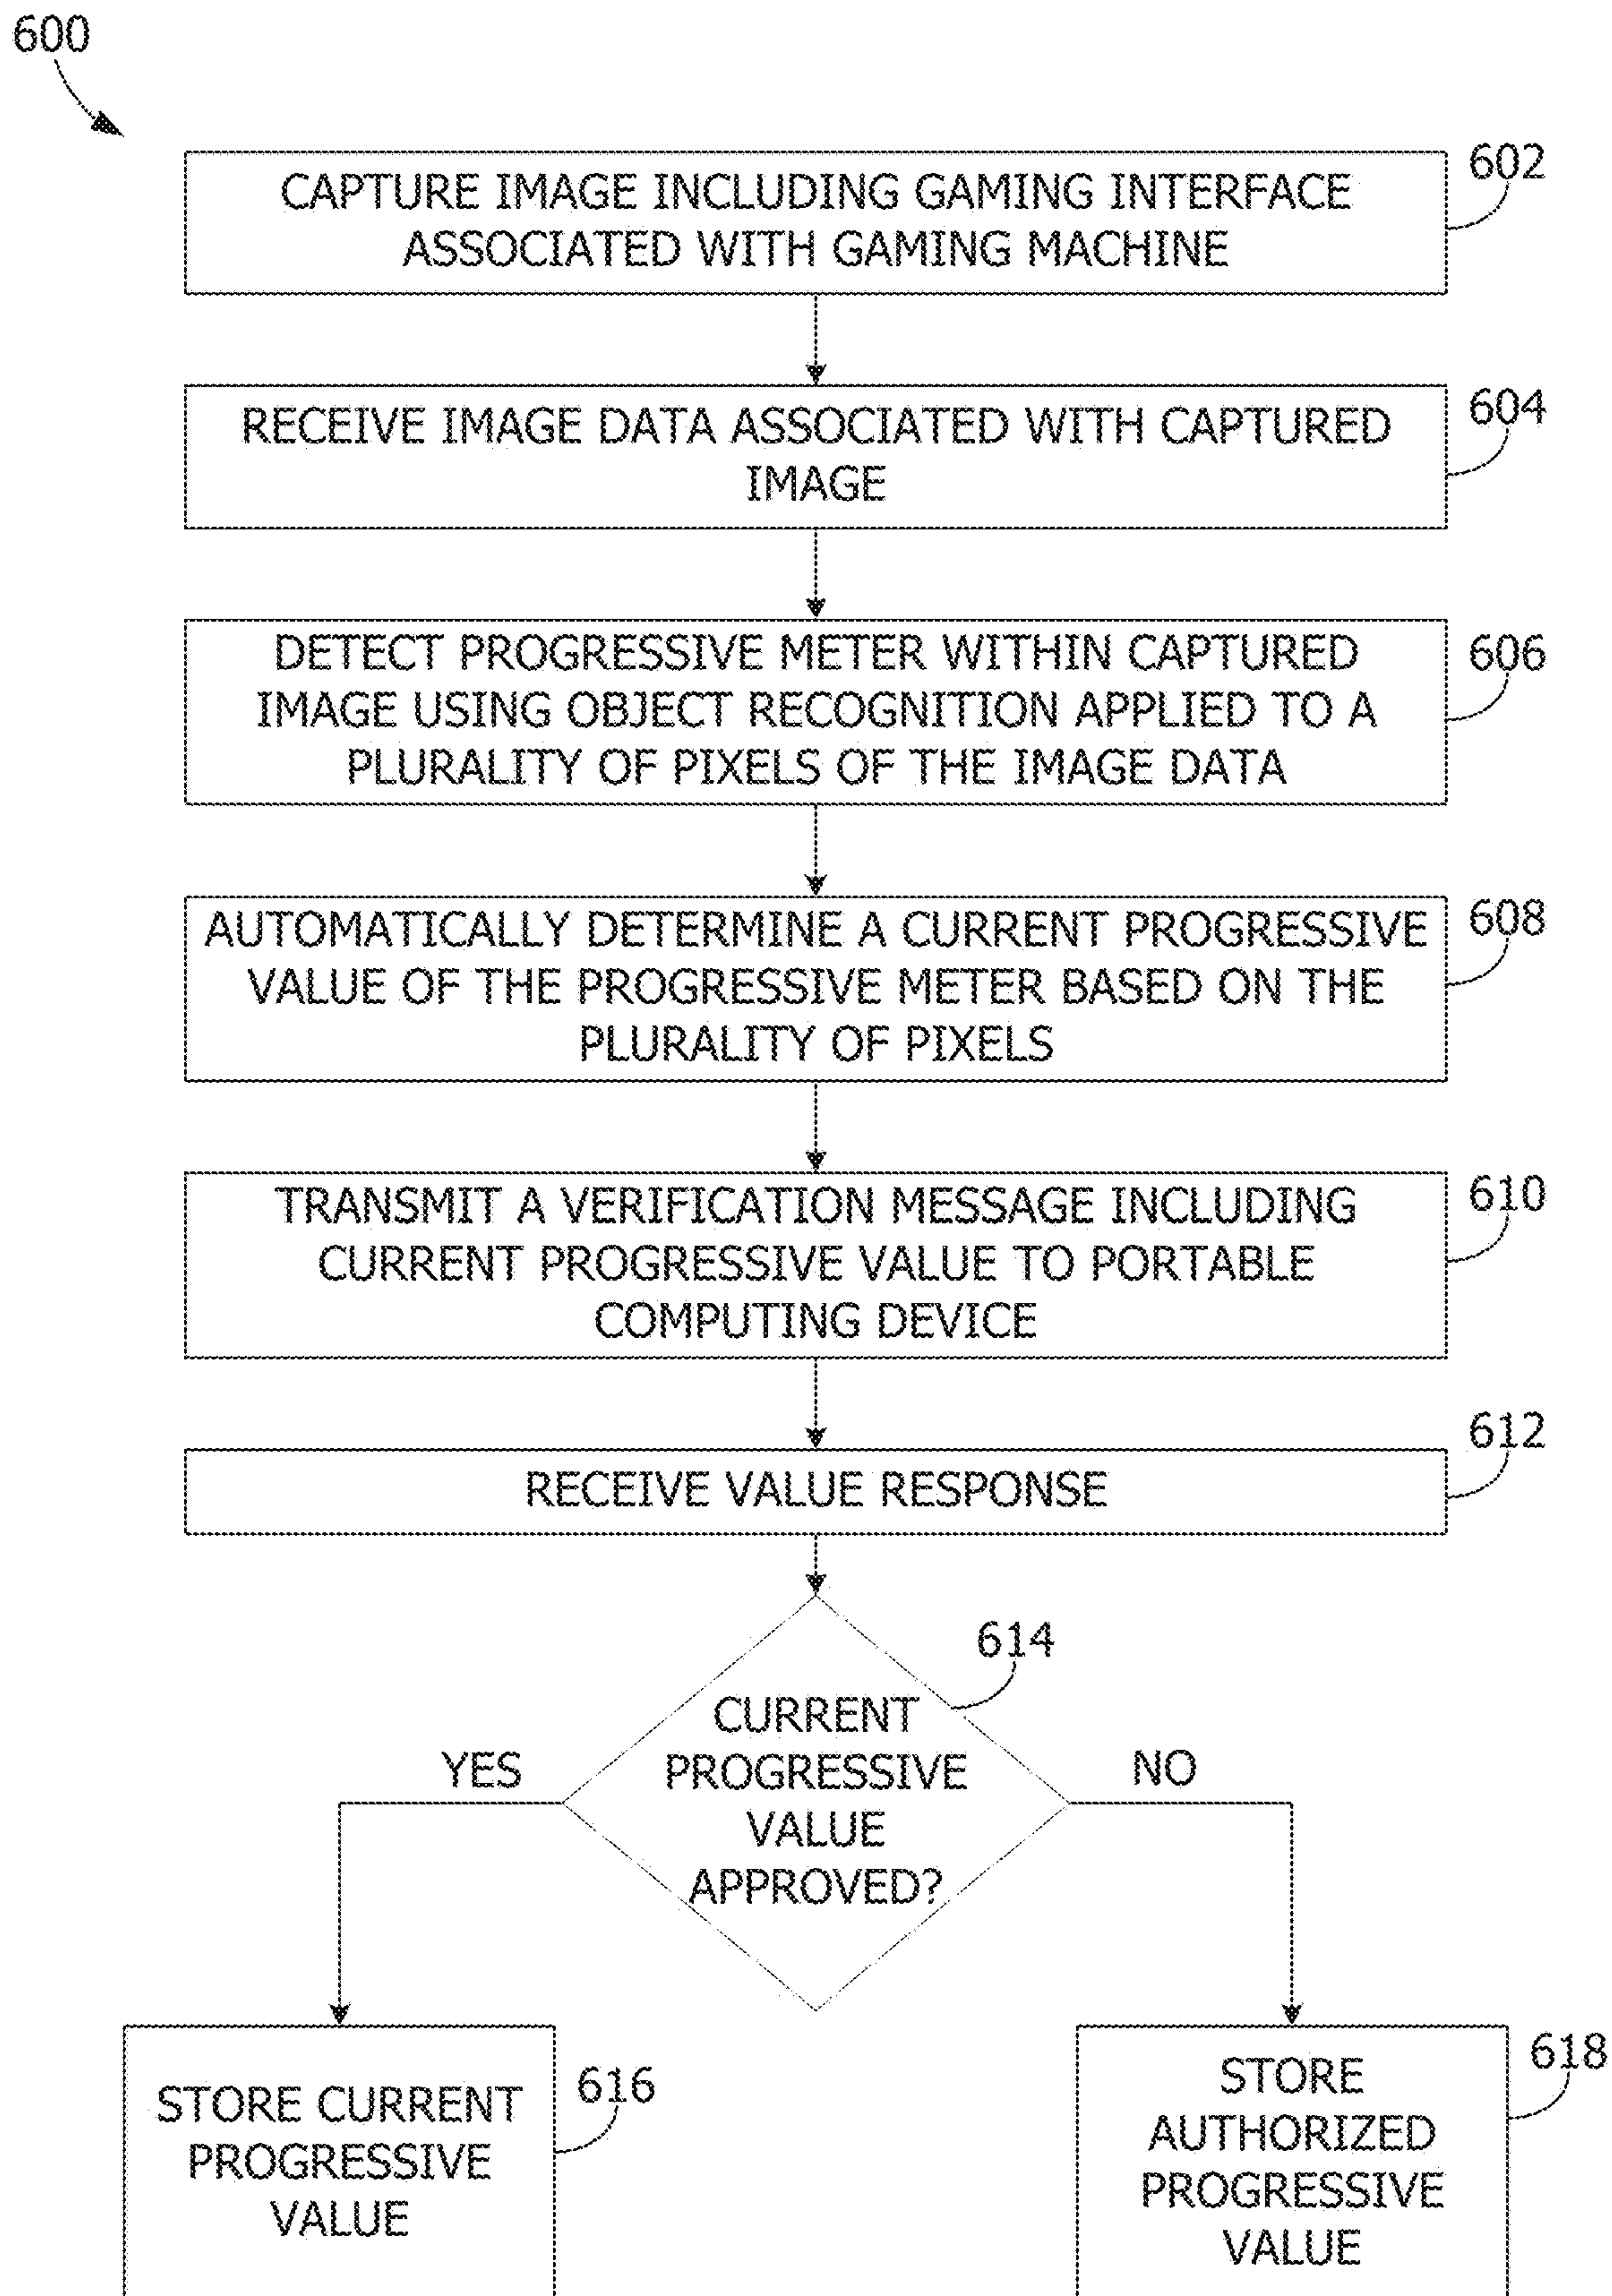 600
602
CAPTURE IMAGE INCLUDING GAMING INTERFACE
ASSOCIATED WITH GAMING MACHINE
604
RECEIVE IMAGE DATA ASSOCIATED WITH CAPTURED
IMAGE
606
DETECT PROGRESSIVE METER WITHIN CAPTURED
IMAGE USING OBJECT RECOGNITION APPLIED TO A
PLURALITY OF PIXELS OF THE IMAGE DATA
608
AUTOMATICALLY DETERMINE A CURRENT PROGRESSIVE
VALUE OF THE PROGRESSIVE METER BASED ON THE
PLURALITY OF PIXELS
610
TRANSMIT A VERIFICATION MESSAGE INCLUDING
CURRENT PROGRESSIVE VALUE TO PORTABLE
COMPUTING DEVICE
612
RECEIVE VALUE RESPONSE
614
CURRENT
PROGRESSIVE
VALUE
APPROVED?
YES
NO
616
STORE CURRENT
PROGRESSIVE
VALUE
618
STORE
AUTHORIZED
PROGRESSIVE
VALUE